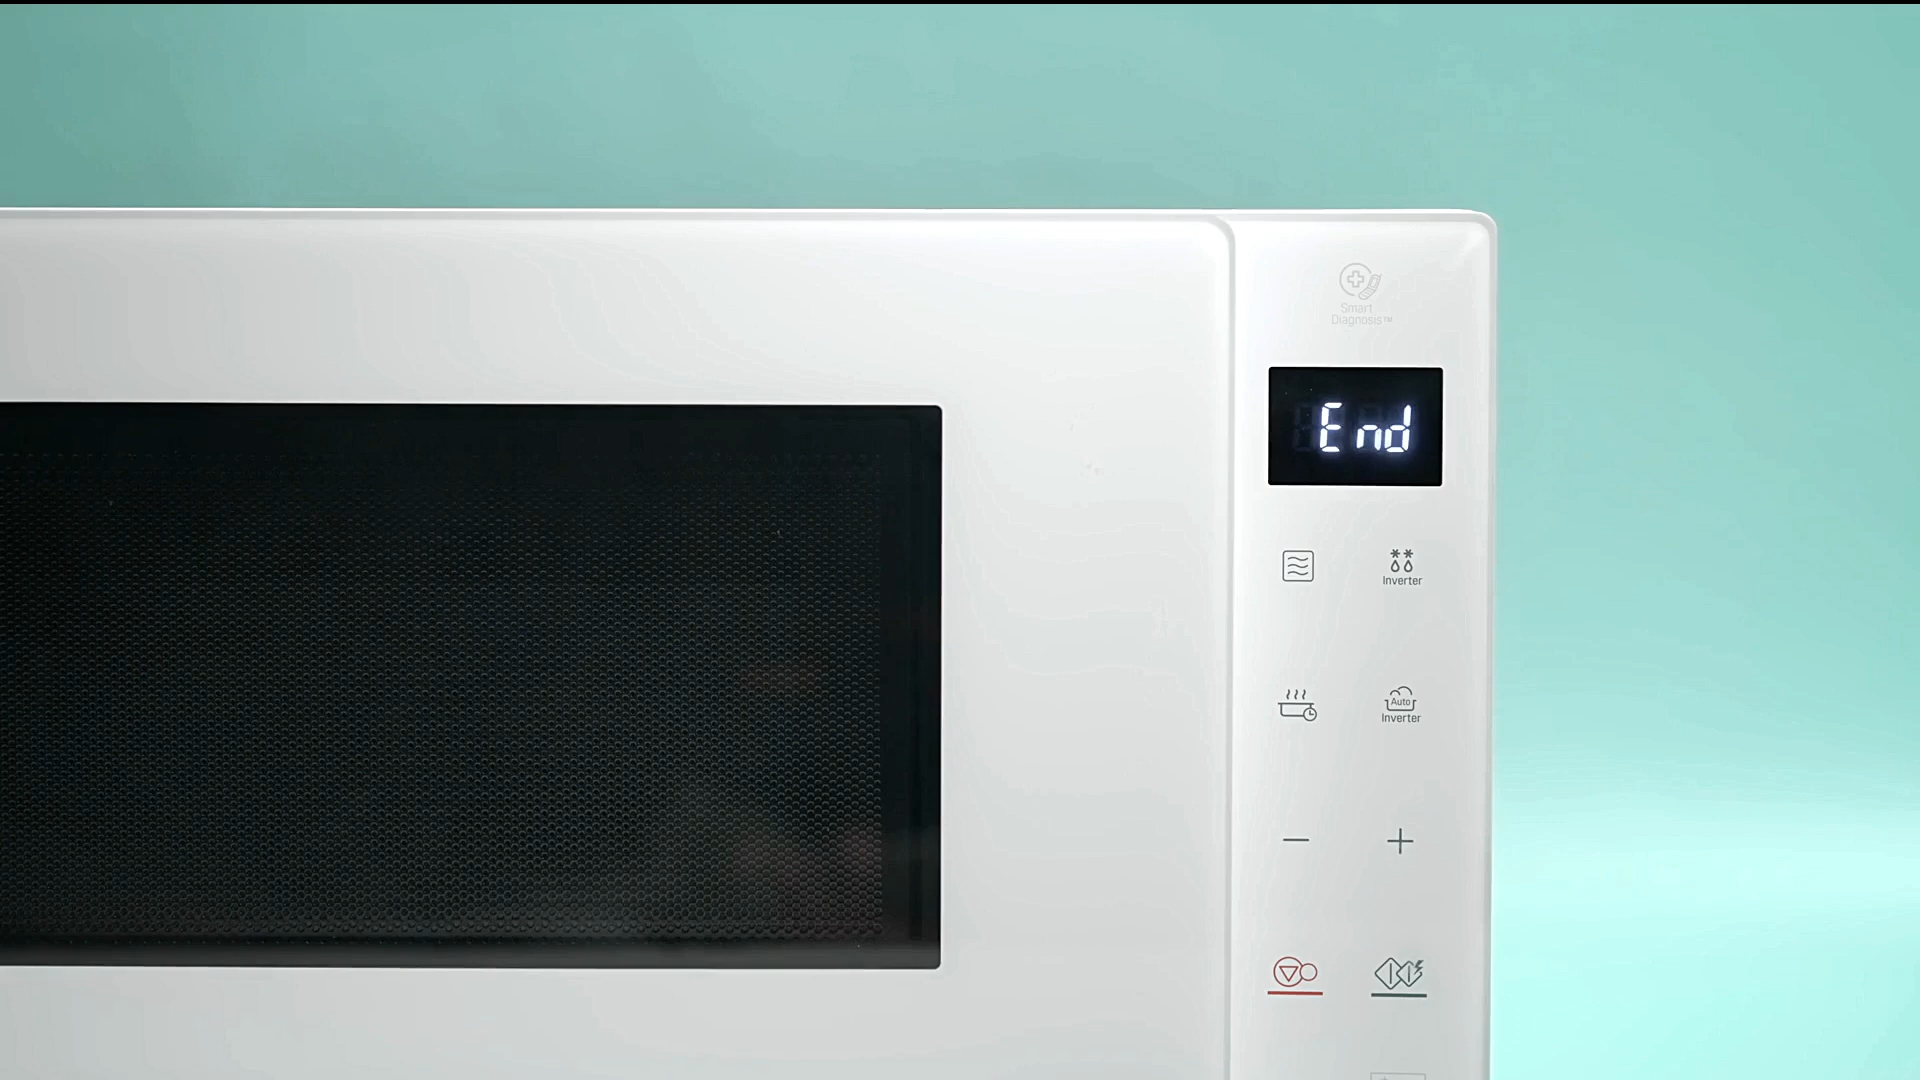 Smart
Diagnosis™
End
Inverter
Auto
Inverter